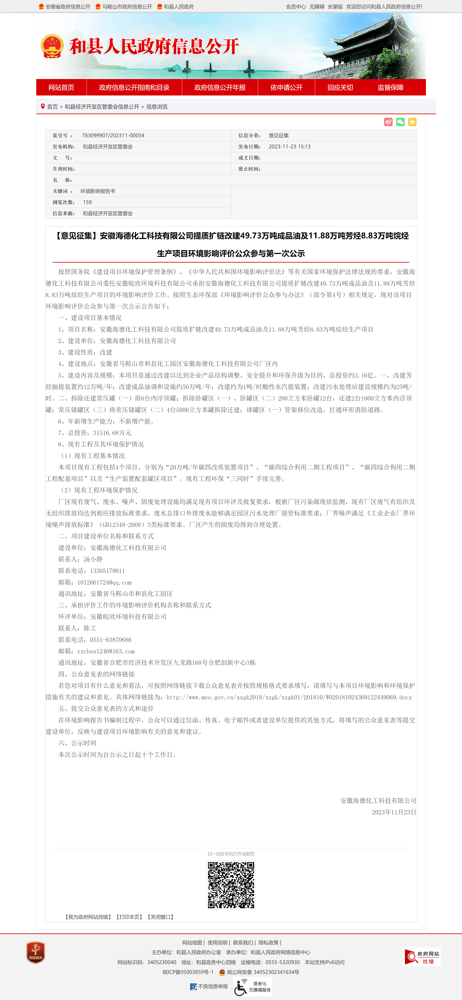 安徽省政府信息公开 马鞍山市政府信息公开 和县人民政府 会员中心 无障碍 长辈版 欢迎您访问和县人民政府信息公开!
和县人民政府信息公开
网站首页 政府信息公开指南和目录 政府信息公开年报 依申请公开 回应关切 监督保障
首页 > 和县经济开发区管委会信息公开 > 信息浏览
索引号 ： 783099907/202311-00034 信息分类： 意见征集
发布机构： 和县经济开发区管委会 发布日期： 2023-11-23 15:13
文 号： 成文日期：
生效时间： 废止时间：
名 称：
关键词 ： 环境影响报告书
浏览次数： 159
信息来源： 和县经济开发区管委会
【意见征集】安徽海德化工科技有限公司提质扩链改建49.73万吨成品油及11.88万吨芳烃8.83万吨烷烃
生产项目环境影响评价公众参与第一次公示
按照国务院《建设项目环境保护管理条例》、《中华人民共和国环境影响评价法》等有关国家环境保护法律法规的要求，安徽海
德化工科技有限公司委托安徽皖欣环境科技有限公司承担安徽海德化工科技有限公司提质扩链改建49.73万吨成品油及11.88万吨芳烃
8.83万吨烷烃生产项目的环境影响评价工作。按照生态环保部《环境影响评价公众参与办法》（部令第4号）相关规定，现对该项目
环境影响评价公众参与第一次公示公告如下：
一、建设项目基本情况
1、项目名称：安徽海德化工科技有限公司提质扩链改建49.73万吨成品油及11.88万吨芳烃8.83万吨烷烃生产项目
2、建设单位：安徽海德化工科技有限公司
3、建设性质：改建
4、建设地点：安徽省马鞍山市和县化工园区安徽海德化工科技有限公司厂区内
5、建设内容及规模：本项目是通过改建以达到企业产品结构调整、安全提升和环保升级为目的，总投资约3.16亿。一、改建芳
烃抽提装置约12万吨/年；改建成品油调和设施约50万吨/年；改建约为1吨/时酸性水汽提装置；改建污水处理站建设规模约为25吨/
时。二、拆除还建常压罐（一）原6台内浮顶罐；拆除卧罐区（一）、卧罐区（二）200立方米卧罐12台，还建2台1000立方米内浮顶
罐；常压储罐区（三）将常压储罐区（二）4台5000立方米罐拆除迁建；球罐区（一）管架移位改造，打通环形消防道路。
6、年新增生产能力：不新增产能。
7、总投资：31516.68万元
8、现有工程及其环境保护情况
（1）现有工程基本情况
本项目现有工程包括4个项目，分别为“20万吨/年碳四改质装置项目”、“碳四综合利用二期工程项目”、“碳四综合利用二期
工程配套项目”以及“生产装置配套罐区项目”。现有工程环保“三同时”手续完善。
（2）现有工程环境保护情况
厂区现有废气、废水、噪声、固废处理设施均满足现有项目环评及批复要求，根据厂区污染源现状监测，现有厂区废气有组织及
无组织排放均达到相应排放标准要求，废水总排口外排废水能够满足园区污水处理厂接管标准要求；厂界噪声满足《工业企业厂界环
境噪声排放标准》（GB12348-2008）3类标准要求。厂区产生的固废均得到合理处置。
二、项目建设单位名称和联系方式
建设单位：安徽海德化工科技有限公司
联系人：汤小静
联系电话：13305179811
邮箱：1012661724@qq.com
通讯地址：安徽省马鞍山市和县化工园区
三、承担评价工作的环境影响评价机构名称和联系方式
环评单位：安徽皖欣环境科技有限公司
联系人：陈工
联系电话：0551-63870686
邮箱：yzchen1246@163.com
通讯地址：安徽省合肥市经济技术开发区九龙路168号合肥创新中心3栋
四、公众意见表的网络链接
若您对项目有什么意见和看法，可按照网络链接下载公众意见表并按照规格格式要求填写，请填写与本项目环境影响和环境保护
措施有关的建议和意见。具体网络链接为：http://www.mee.gov.cn/xxgk2018/xxgk/xxgk01/201810/W020181024369122449069.docx
五、提交公众意见表的方式和途径
在环境影响报告书编制过程中，公众可以通过信函、传真、电子邮件或者建设单位提供的其他方式，将填写的公众意见表等提交
建设单位，反映与建设项目环境影响有关的意见和建议。
六、公示时间
本次公示时间为自公示之日起十个工作日。
安徽海德化工科技有限公司
2023年11月23日
扫一扫在手机打开当前页
【我为政府网站找错】 【打印本页】 【关闭窗口】
网站地图 | 使用说明 | 联系我们 | 隐私政策 |
主办单位：和县人民政府办公室 承办单位：和县人民政府网络信息中心
网站标识码：3405230040 地址：和县政务中心四楼 运维电话：0555-5320930 本站支持IPv6访问
皖ICP备05003859号-1 皖公网安备 34052302341634号
不良信息举报 适老化
无障碍服务
党政机关
政府网站
找错